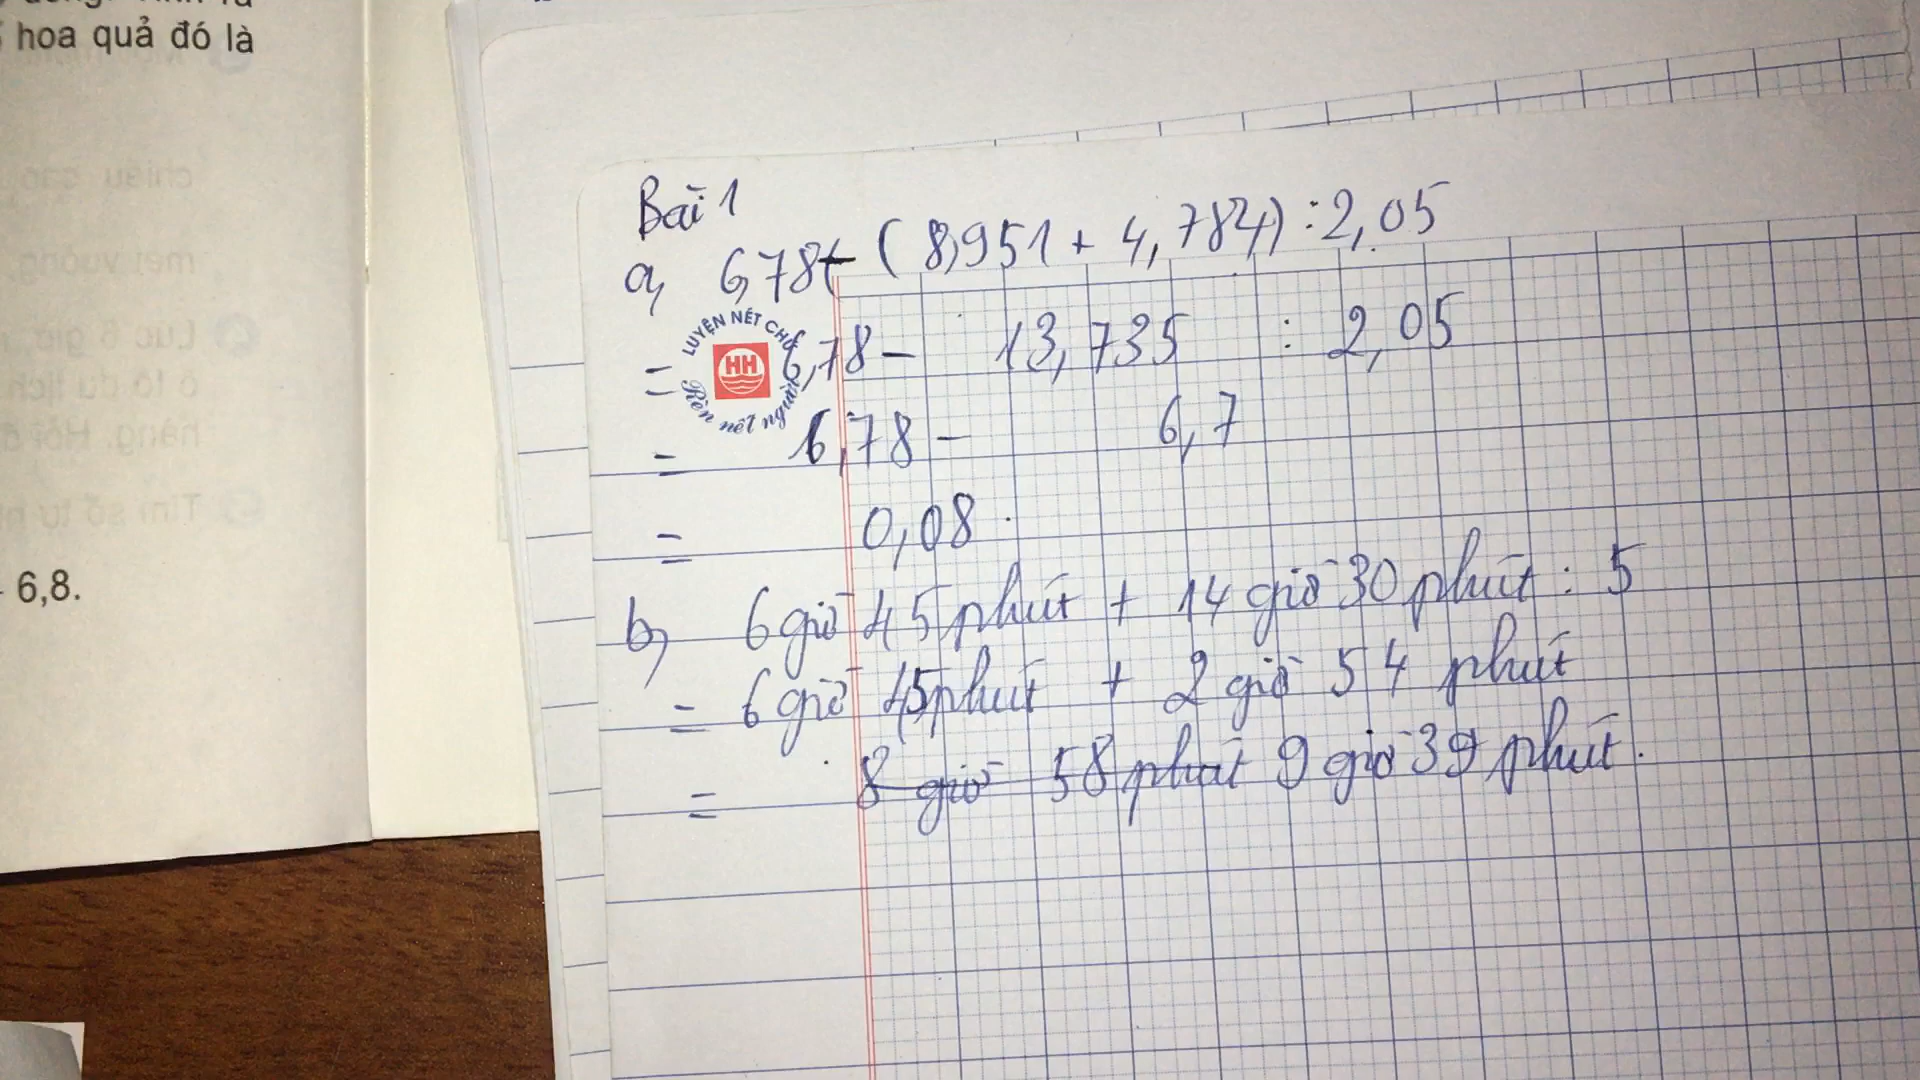 hoa quả đó là
6,8.
Bài 1
a, 6,78 - (8,951 + 4,784) : 2,05
= 6,78 - 13,735 : 2,05
= 6,78 - 6,7
= 0,08.
b, 6 giờ 45 phút + 14 giờ 30 phút : 5
= 6 giờ 45 phút + 2 giờ 54 phút
= 8 giờ 58 phút 9 giờ 39 phút.
LUYỆN NÉT CHỮ
HH
Rèn nết người